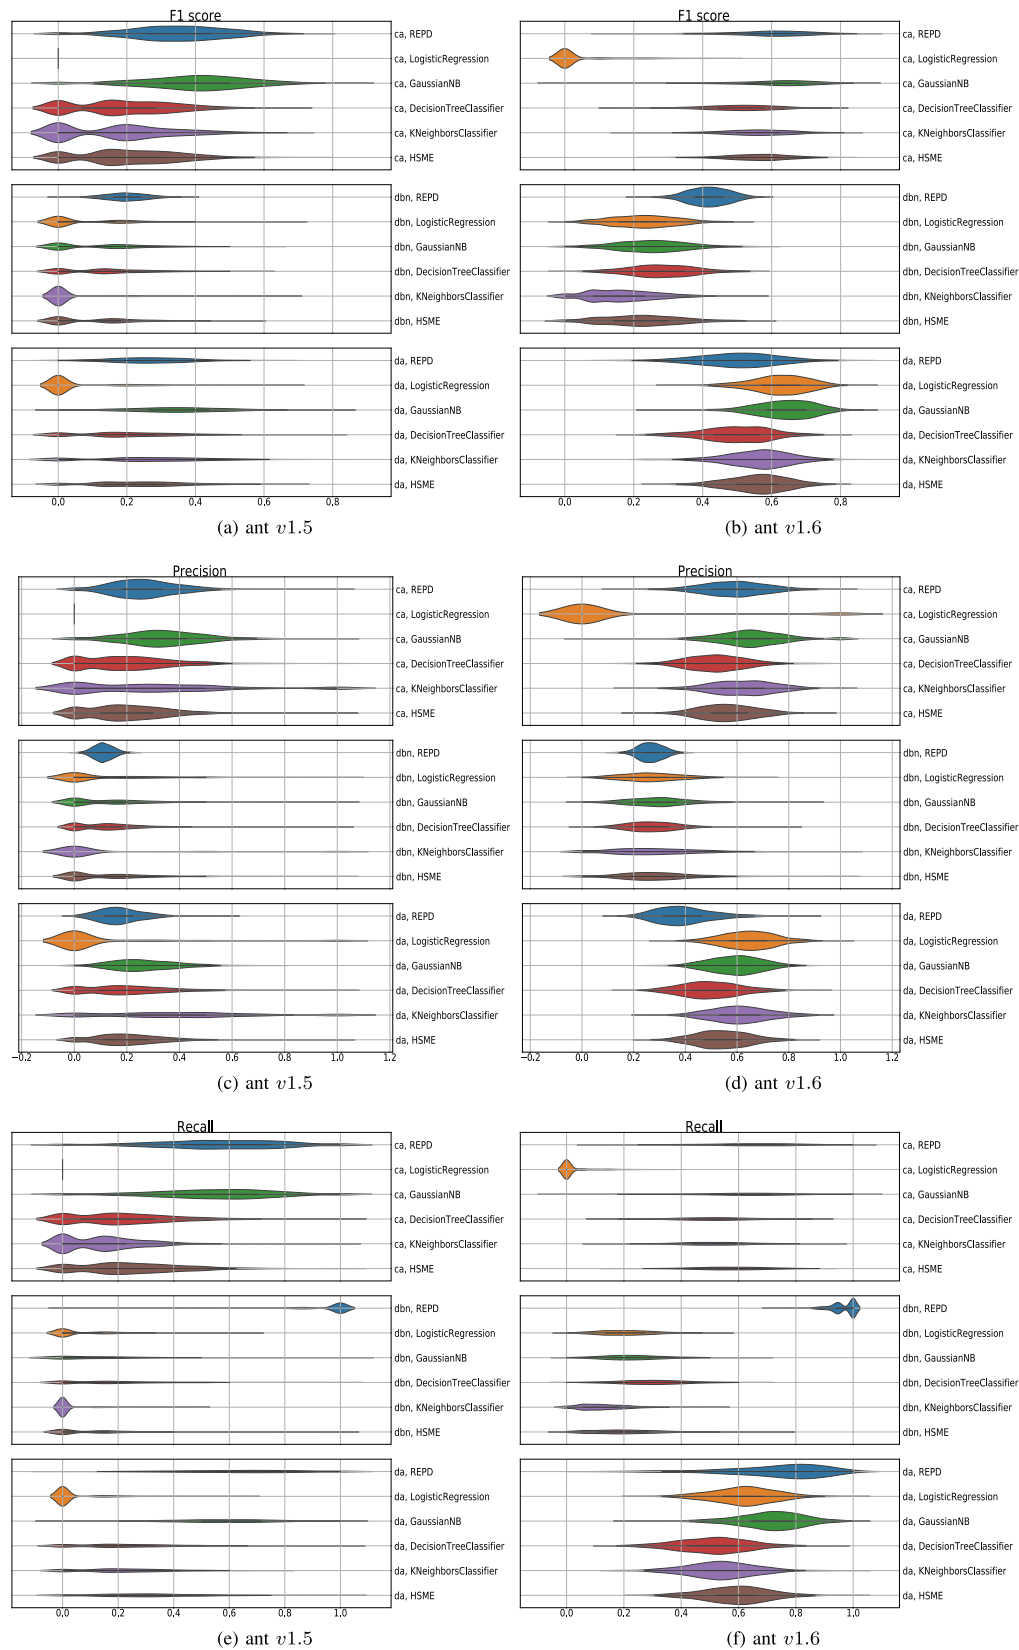 F1 score
ca, REPD
ca, LogisticRegression
ca, GaussianNB
ca, DecisionTreeClassifier
ca, KNeighborsClassifier
ca, HSME
dbn, REPD
dbn, LogisticRegression
dbn, GaussianNB
dbn, DecisionTreeClassifier
dbn, KNeighborsClassifier
dbn, HSME
da, REPD
da, LogisticRegression
da, GaussianNB
da, DecisionTreeClassifier
da, KNeighborsClassifier
da, HSME
0.0 0.2 0.4 0.6 0.8
(a) ant v1.5
F1 score
ca, REPD
ca, LogisticRegression
ca, GaussianNB
ca, DecisionTreeClassifier
ca, KNeighborsClassifier
ca, HSME
dbn, REPD
dbn, LogisticRegression
dbn, GaussianNB
dbn, DecisionTreeClassifier
dbn, KNeighborsClassifier
dbn, HSME
da, REPD
da, LogisticRegression
da, GaussianNB
da, DecisionTreeClassifier
da, KNeighborsClassifier
da, HSME
0.0 0.2 0.4 0.6 0.8
(b) ant v1.6
Precision
ca, REPD
ca, LogisticRegression
ca, GaussianNB
ca, DecisionTreeClassifier
ca, KNeighborsClassifier
ca, HSME
dbn, REPD
dbn, LogisticRegression
dbn, GaussianNB
dbn, DecisionTreeClassifier
dbn, KNeighborsClassifier
dbn, HSME
da, REPD
da, LogisticRegression
da, GaussianNB
da, DecisionTreeClassifier
da, KNeighborsClassifier
da, HSME
−0.2 0.0 0.2 0.4 0.6 0.8 1.0 1.2
(c) ant v1.5
Precision
ca, REPD
ca, LogisticRegression
ca, GaussianNB
ca, DecisionTreeClassifier
ca, KNeighborsClassifier
ca, HSME
dbn, REPD
dbn, LogisticRegression
dbn, GaussianNB
dbn, DecisionTreeClassifier
dbn, KNeighborsClassifier
dbn, HSME
da, REPD
da, LogisticRegression
da, GaussianNB
da, DecisionTreeClassifier
da, KNeighborsClassifier
da, HSME
−0.2 0.0 0.2 0.4 0.6 0.8 1.0 1.2
(d) ant v1.6
Recall
ca, REPD
ca, LogisticRegression
ca, GaussianNB
ca, DecisionTreeClassifier
ca, KNeighborsClassifier
ca, HSME
dbn, REPD
dbn, LogisticRegression
dbn, GaussianNB
dbn, DecisionTreeClassifier
dbn, KNeighborsClassifier
dbn, HSME
da, REPD
da, LogisticRegression
da, GaussianNB
da, DecisionTreeClassifier
da, KNeighborsClassifier
da, HSME
0.0 0.2 0.4 0.6 0.8 1.0
(e) ant v1.5
Recall
ca, REPD
ca, LogisticRegression
ca, GaussianNB
ca, DecisionTreeClassifier
ca, KNeighborsClassifier
ca, HSME
dbn, REPD
dbn, LogisticRegression
dbn, GaussianNB
dbn, DecisionTreeClassifier
dbn, KNeighborsClassifier
dbn, HSME
da, REPD
da, LogisticRegression
da, GaussianNB
da, DecisionTreeClassifier
da, KNeighborsClassifier
da, HSME
0.0 0.2 0.4 0.6 0.8 1.0
(f) ant v1.6